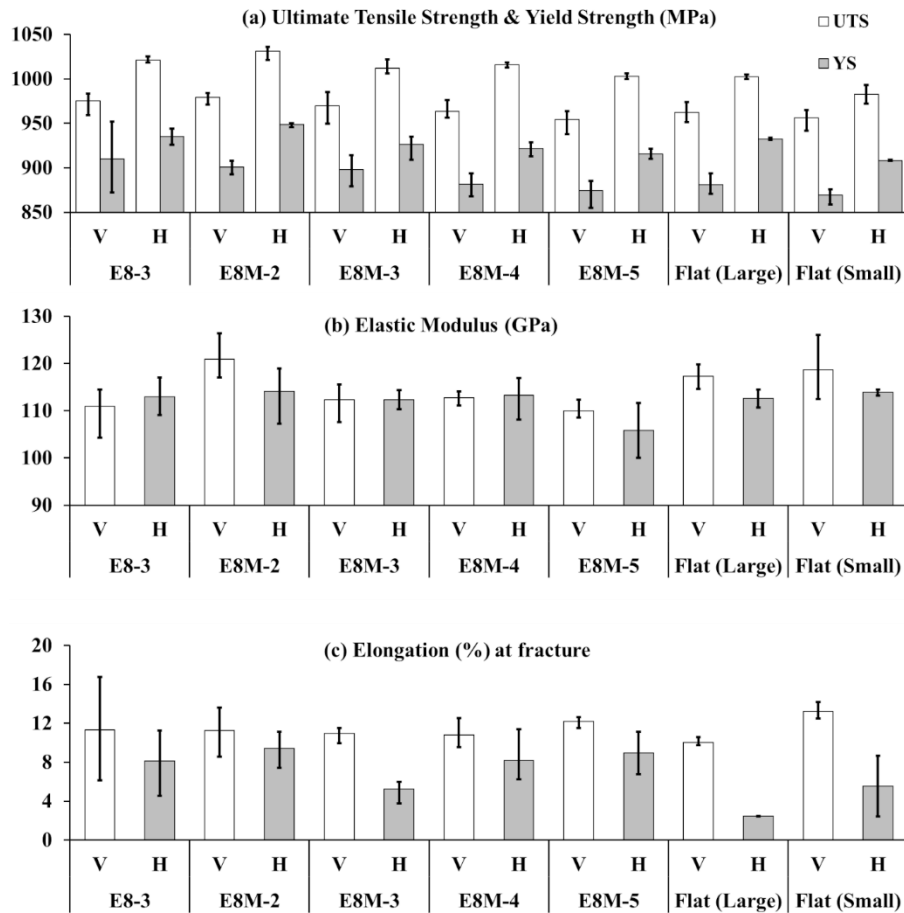 (a) Ultimate Tensile Strength & Yield Strength (MPa)
UTS
YS
1050
1000
950
900
850
V H V H V H V H V H V H V H
E8-3 E8M-2 E8M-3 E8M-4 E8M-5 Flat (Large) Flat (Small)
(b) Elastic Modulus (GPa)
130
120
110
100
90
V H V H V H V H V H V H V H
E8-3 E8M-2 E8M-3 E8M-4 E8M-5 Flat (Large) Flat (Small)
(c) Elongation (%) at fracture
20
16
12
8
4
0
V H V H V H V H V H V H V H
E8-3 E8M-2 E8M-3 E8M-4 E8M-5 Flat (Large) Flat (Small)